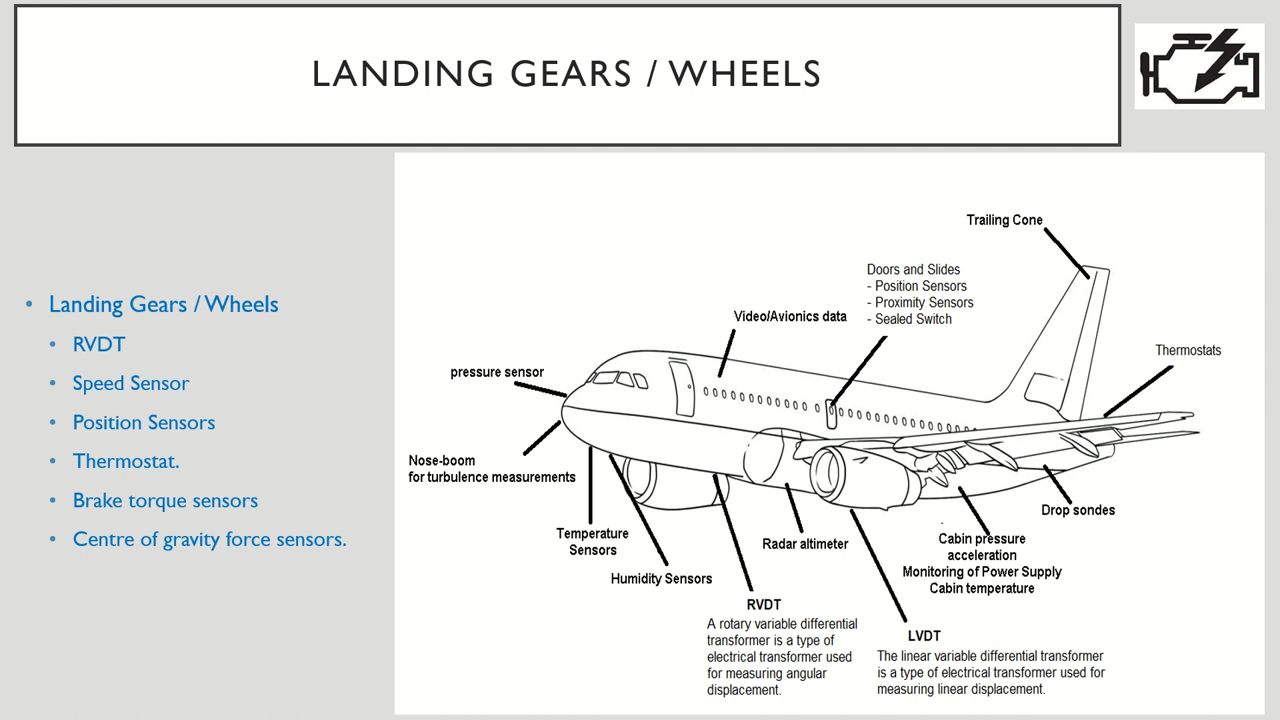 LANDING GEARS / WHEELS
• Landing Gears / Wheels
• RVDT
• Speed Sensor
• Position Sensors
• Thermostat.
• Brake torque sensors
• Centre of gravity force sensors.
Trailing Cone
Doors and Slides
- Position Sensors
- Proximity Sensors
- Sealed Switch
Video/Avionics data
Thermostats
pressure sensor
Nose-boom
for turbulence measurements
Temperature
Sensors
Humidity Sensors
Radar altimeter
Drop sondes
Cabin pressure
acceleration
Monitoring of Power Supply
Cabin temperature
RVDT
A rotary variable differential
transformer is a type of
electrical transformer used
for measuring angular
displacement.
LVDT
The linear variable differential transformer
is a type of electrical transformer used for
measuring linear displacement.